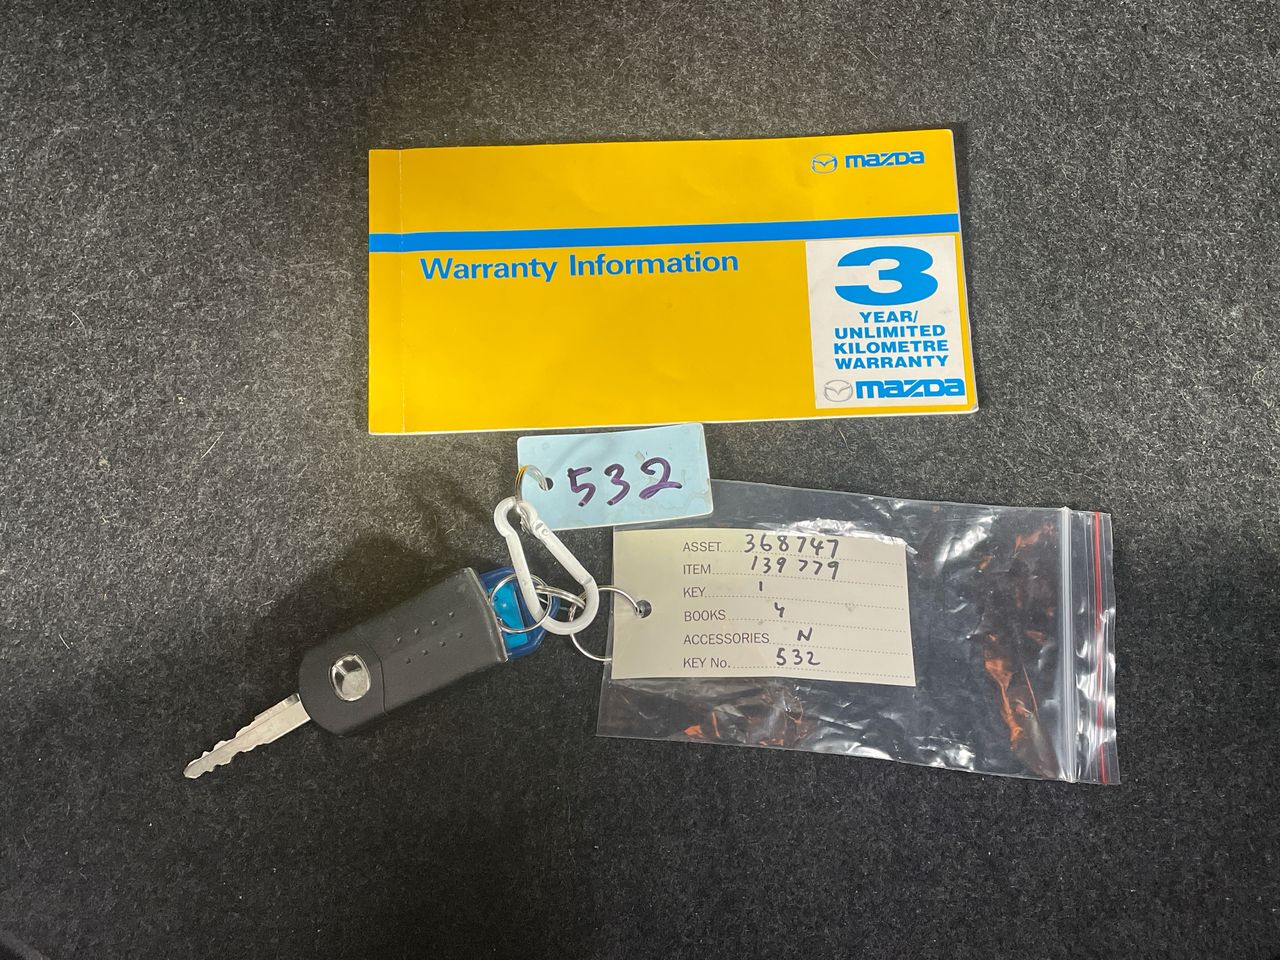 mazda
Warranty Information
3
YEAR/
UNLIMITED
KILOMETRE
WARRANTY
mazda
532
ASSET 368747
ITEM 139779
KEY 1
BOOKS 4
ACCESSORIES N
KEY No. 532